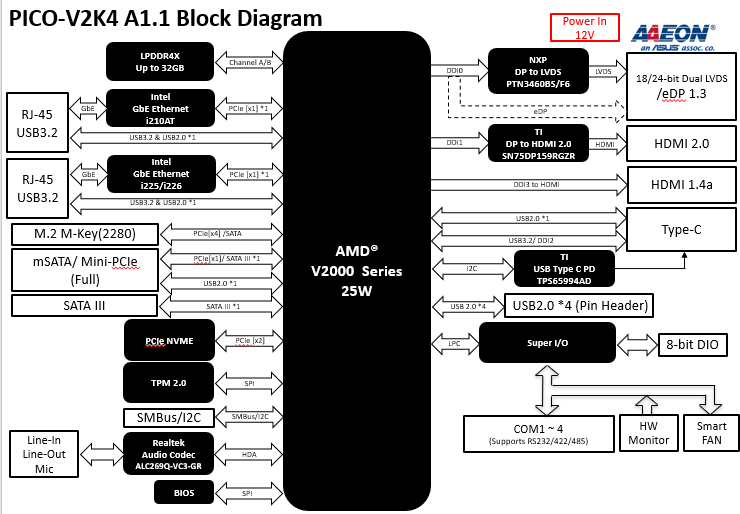 PICO-V2K4 A1.1 Block Diagram
Power In
12V
AAEON
an ASUS assoc. co.
LPDDR4X
Up to 32GB
Channel A/B
RJ-45
USB3.2
GbE
Intel
GbE Ethernet
i210AT
PCIe [x1] *1
USB3.2 & USB2.0 *1
RJ-45
USB3.2
GbE
Intel
GbE Ethernet
i225/i226
PCIe [x1] *1
USB3.2 & USB2.0 *1
M.2 M-Key(2280)
PCIe[x4] /SATA
mSATA/ Mini-PCIe
(Full)
PCIe[x1]/ SATA III *1
USB2.0 *1
SATA III
SATA III *1
PCIe NVME
PCIe [x2]
TPM 2.0
SPI
SMBus/I2C
SMBus/I2C
Line-In
Line-Out
Mic
Realtek
Audio Codec
ALC269Q-VC3-GR
HDA
BIOS
SPI
AMD®
V2000 Series
25W
DDI0
NXP
DP to LVDS
PTN3460BS/F6
LVDS
eDP
18/24-bit Dual LVDS
/eDP 1.3
DDI1
TI
DP to HDMI 2.0
SN75DP159RGZR
HDMI
HDMI 2.0
DDI3 to HDMI
HDMI 1.4a
USB2.0 *1
USB3.2/ DDI2
Type-C
I2C
TI
USB Type C PD
TPS65994AD
USB 2.0 *4
USB2.0 *4 (Pin Header)
LPC
Super I/O
8-bit DIO
COM1 ~ 4
(Supports RS232/422/485)
HW
Monitor
Smart
FAN